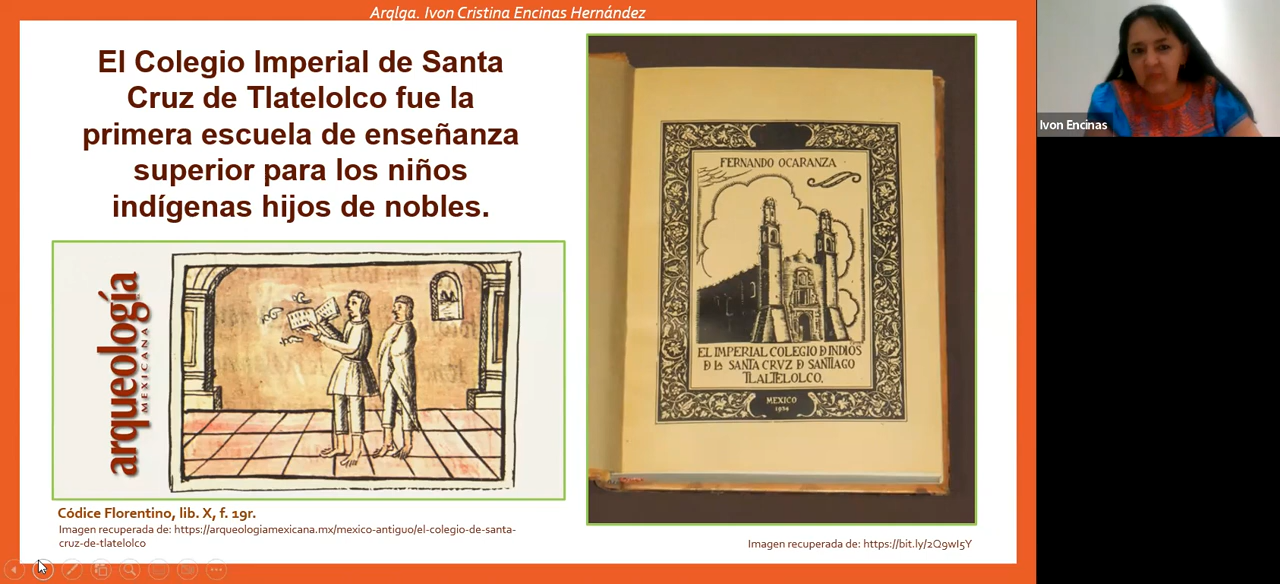 Arqlga. Ivon Cristina Encinas Hernández
El Colegio Imperial de Santa
Cruz de Tlatelolco fue la
primera escuela de enseñanza
superior para los niños
indígenas hijos de nobles.
arqueología
MEXICANA
Códice Florentino, lib. X, f. 19r.
Imagen recuperada de: https://arqueologiamexicana.mx/mexico-antiguo/el-colegio-de-santa-
cruz-de-tlatelolco
FERNANDO OCARANZA
EL IMPERIAL COLEGIO D INDIOS
D La SANTA CRVZ D SANTIAGO
TLALTELOLCO.
MEXICO
1934
Imagen recuperada de: https://bit.ly/2Q9wI5Y
Ivon Encinas